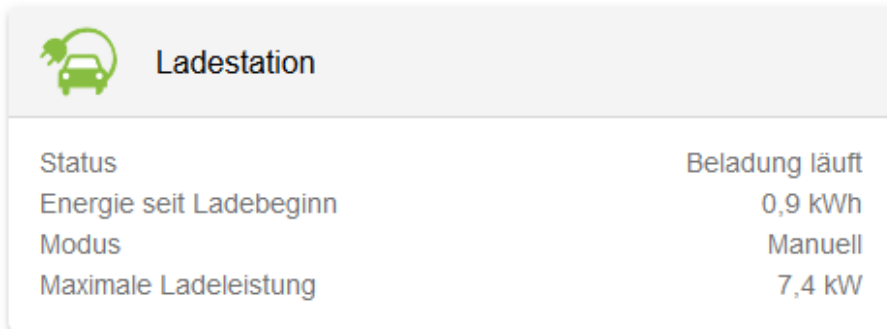 Ladestation
Status Beladung läuft
Energie seit Ladebeginn 0,9 kWh
Modus Manuell
Maximale Ladeleistung 7,4 kW